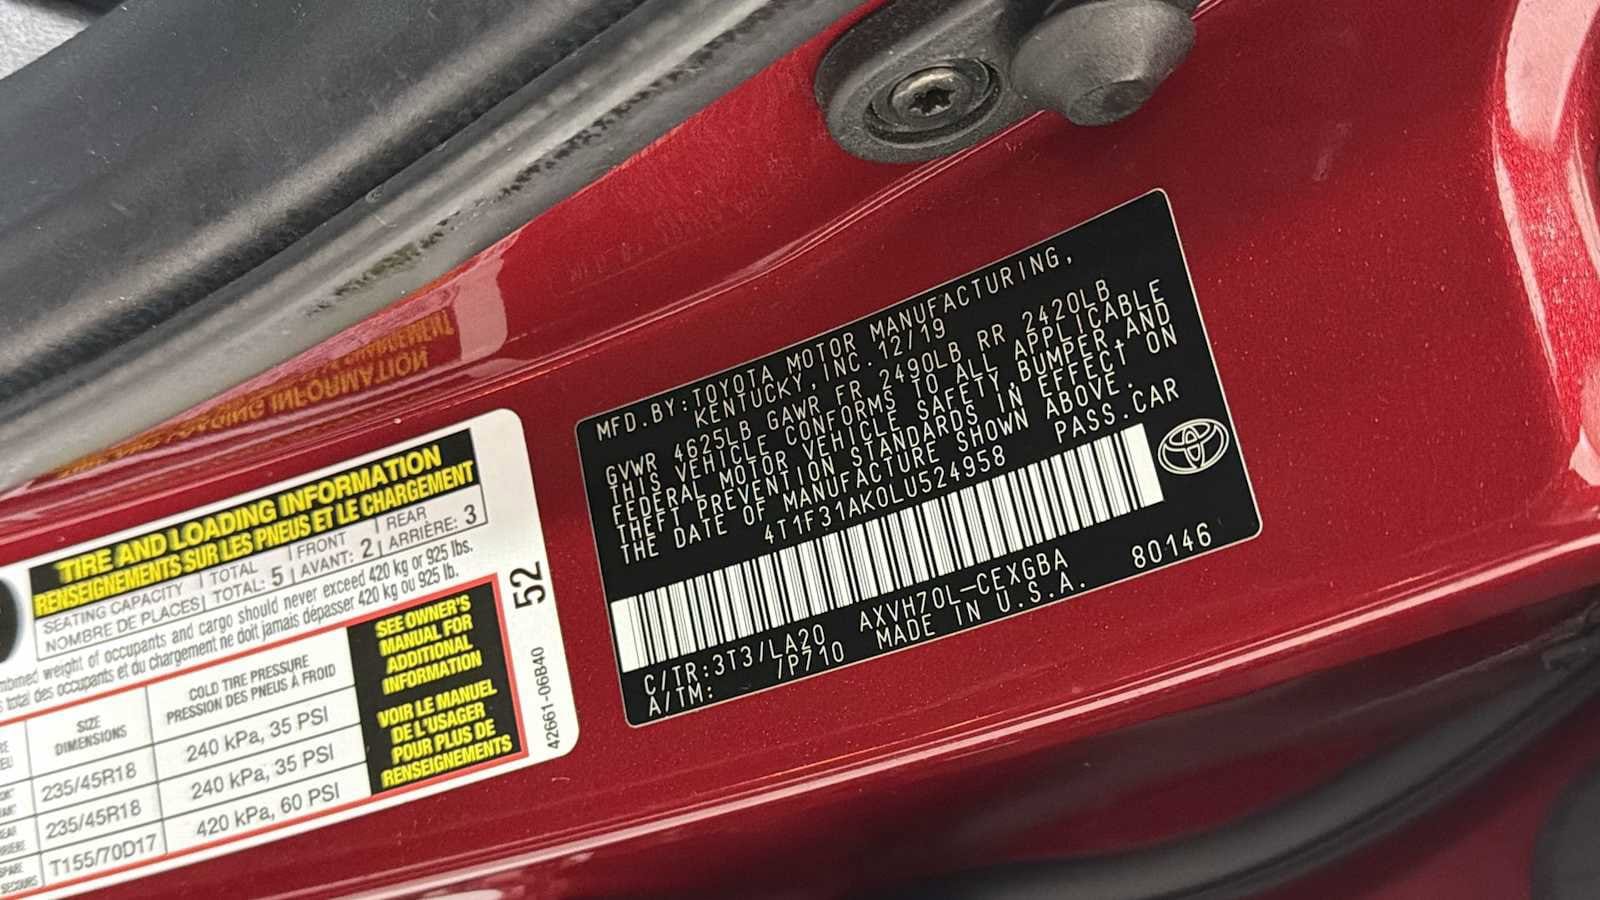 MFD.BY:TOYOTA MOTOR MANUFACTURING,
KENTUCKY,INC. 12/19
GVWR 4625LB GAWR FR 2490LB RR 2420LB
THIS VEHICLE CONFORMS TO ALL APPLICABLE
FEDERAL MOTOR VEHICLE SAFETY,BUMPER,AND
THEFT PREVENTION STANDARDS IN EFFECT ON
THE DATE OF MANUFACTURE SHOWN ABOVE.
4T1F31AK0LU524958 PASS.CAR
C/TR:3T3/LA20 AXVH70L-CEXGBA 80146
A/TM: /P710 MADE IN U.S.A.
TIRE AND LOADING INFORMATION
RENSEIGNEMENTS SUR LES PNEUS ET LE CHARGEMENT
SEATING CAPACITY TOTAL FRONT REAR
NOMBRE DE PLACES TOTAL: 5 AVANT: 2 ARRIÈRE: 3
weight of occupants and cargo should never exceed 420 kg or 925 lbs.
total des occupants et du chargement ne doit jamais dépasser 420 kg ou 925 lb.
SIZE COLD TIRE PRESSURE
DIMENSIONS PRESSION DES PNEUS À FROID
235/45R18 240 kPa, 35 PSI
235/45R18 240 kPa, 35 PSI
T155/70D17 420 kPa, 60 PSI
SEE OWNER'S
MANUAL FOR
ADDITIONAL
INFORMATION
VOIR LE MANUEL
DE L'USAGER
POUR PLUS DE
RENSEIGNEMENTS
52
42661-06B40